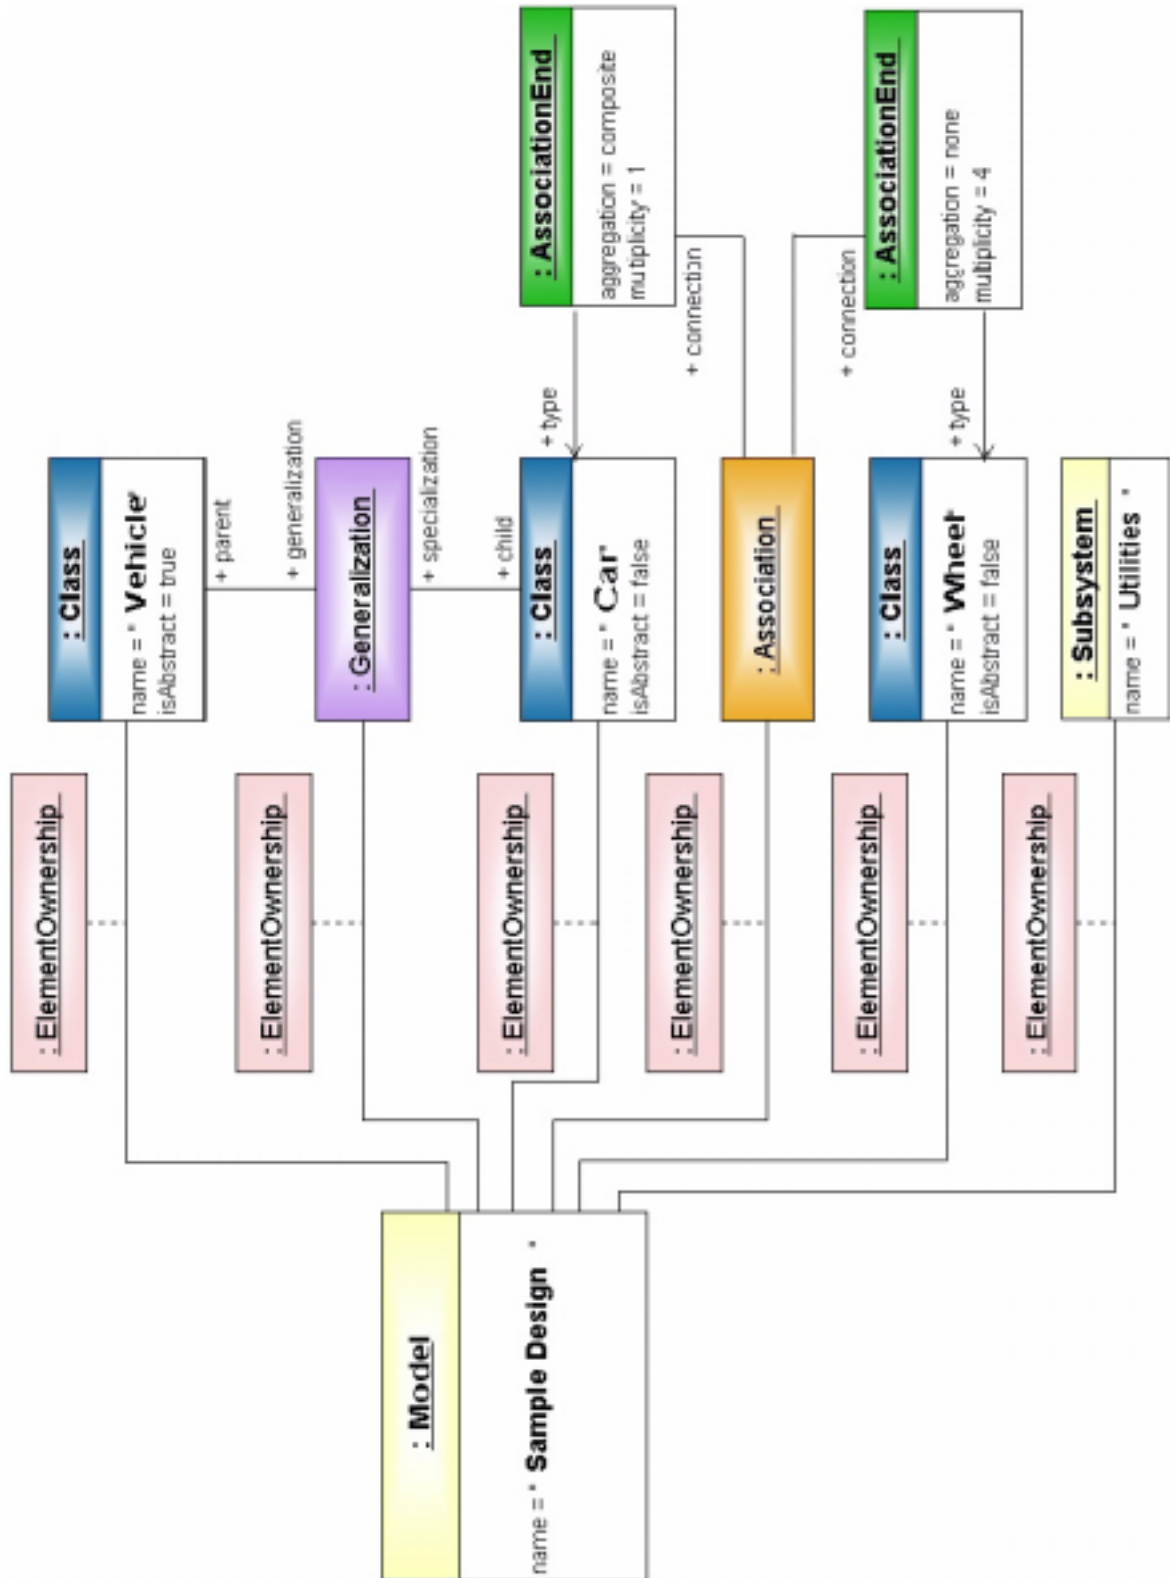 : Model
name = " Sample Design "
: ElementOwnership
: ElementOwnership
: ElementOwnership
: ElementOwnership
: ElementOwnership
: ElementOwnership
: Class
name = " Vehicle"
isAbstract = true
+ parent
+ generalization
: Generalization
+ specialization
+ child
: Class
name = " Car"
isAbstract = false
: Association
: Class
name = " Wheel"
isAbstract = false
: Subsystem
name = " Utilities "
+ type
+ connection
+ connection
+ type
: AssociationEnd
aggregation = composite
multiplicity = 1
: AssociationEnd
aggregation = none
multiplicity = 4